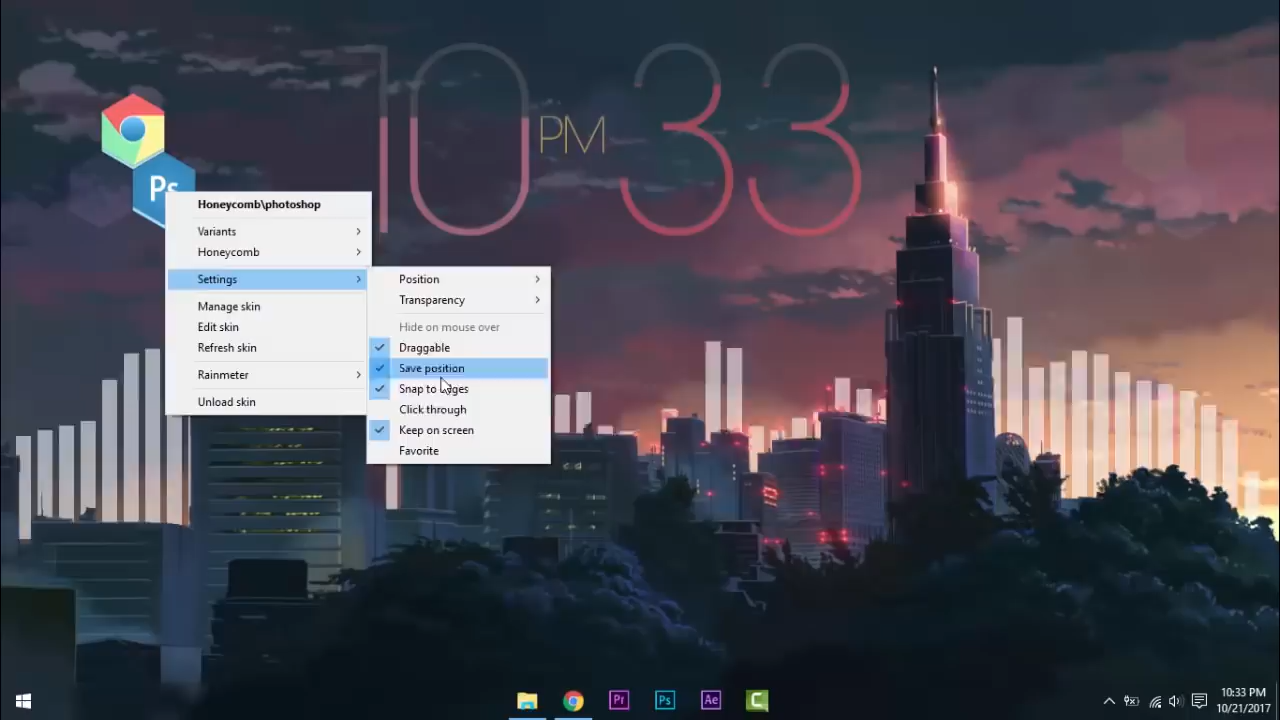 10 PM 33
Ps
Honeycomb\photoshop
Variants
Honeycomb
Settings
Manage skin
Edit skin
Refresh skin
Rainmeter
Unload skin
Position
Transparency
Hide on mouse over
Draggable
Save position
Snap to edges
Click through
Keep on screen
Favorite
Pr
Ps
Ae
10:33 PM
10/21/2017